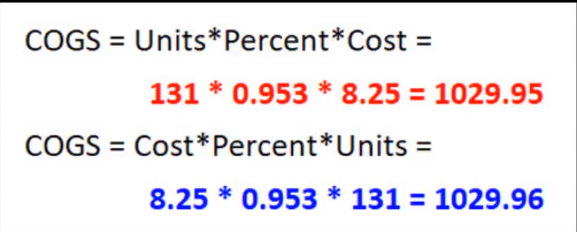 COGS = Units*Percent*Cost =
131 * 0.953 * 8.25 = 1029.95
COGS = Cost*Percent*Units =
8.25 * 0.953 * 131 = 1029.96